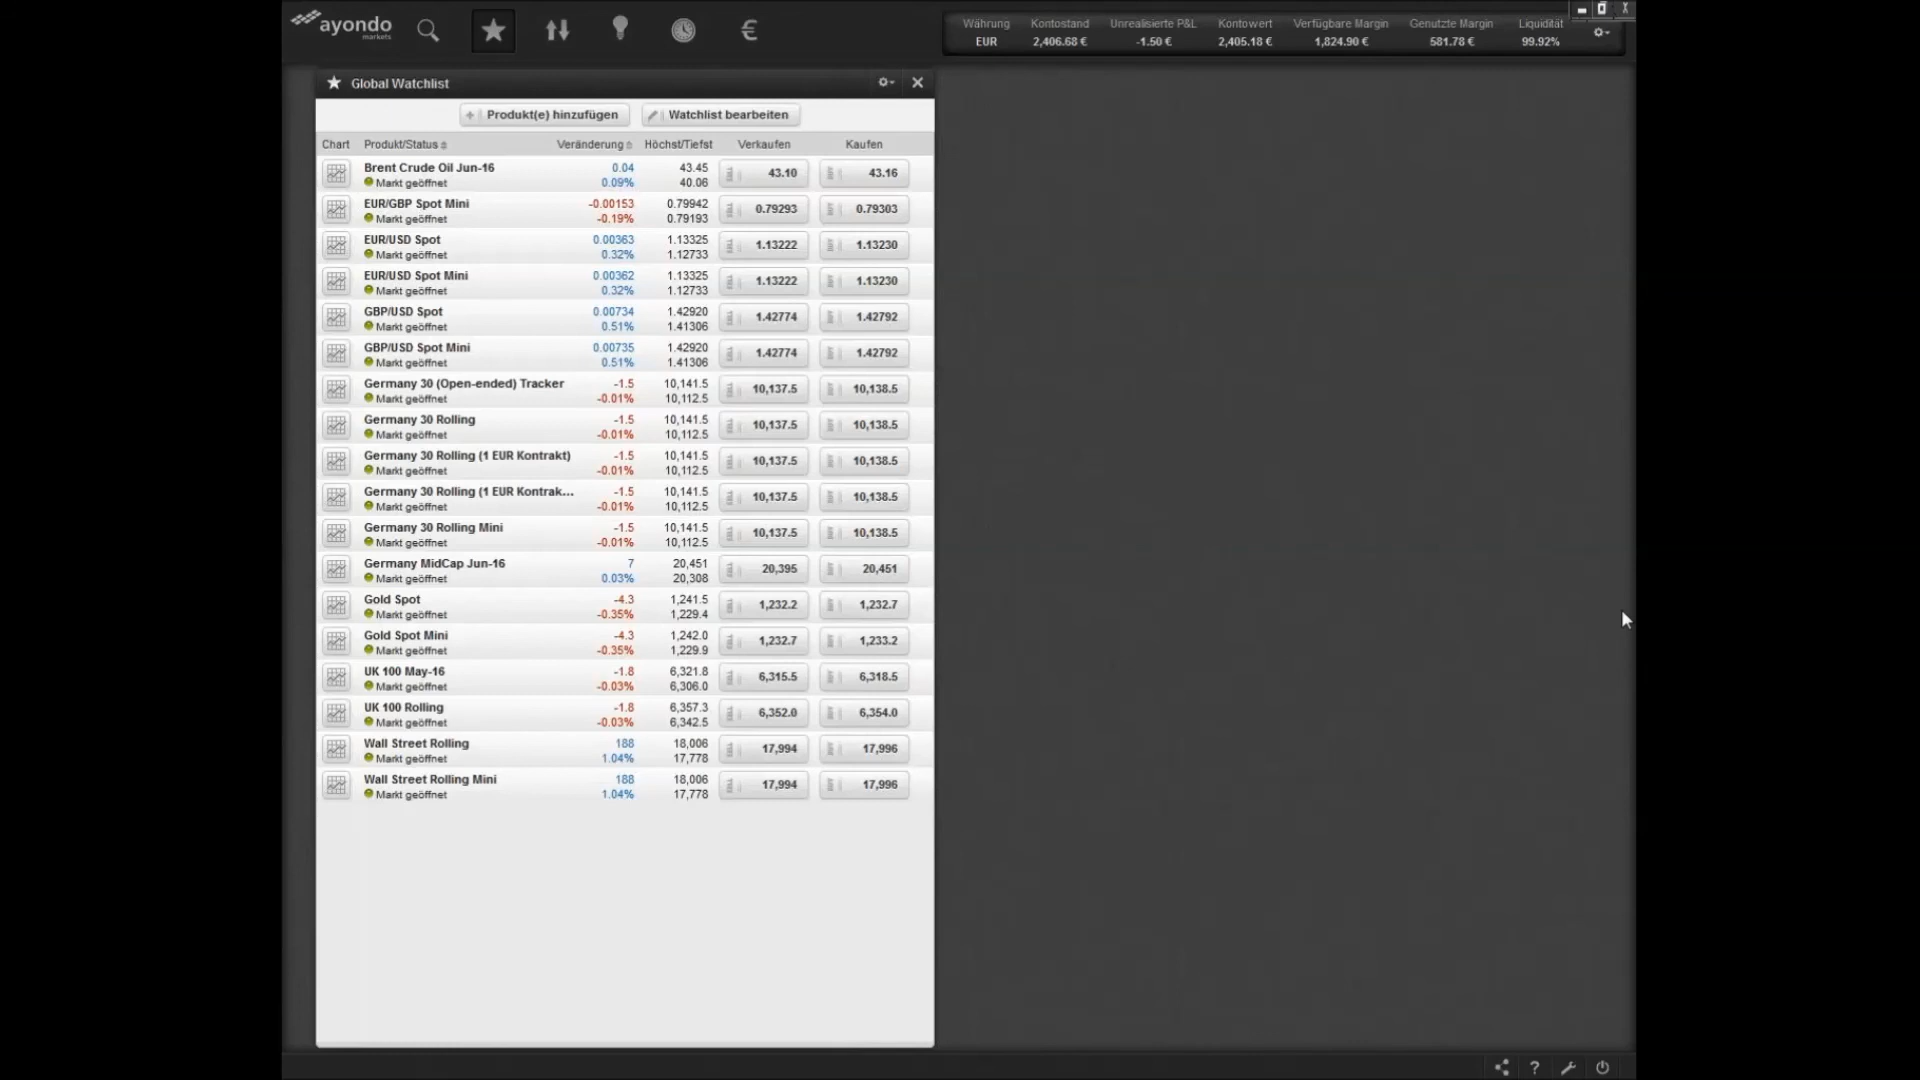 ayondo
markets
Währung Kontostand Unrealisierte P&L Kontowert Verfügbare Margin Genutzte Margin Liquidität
EUR 2,406.68 € -1.50 € 2,405.18 € 1,824.90 € 581.78 € 99.92%
Global Watchlist
Produkt(e) hinzufügen Watchlist bearbeiten
Chart Produkt/Status Veränderung Höchst/Tiefst Verkaufen Kaufen
Brent Crude Oil Jun-16 0.04 43.45 43.10 43.16
Markt geöffnet 0.09% 40.06
EUR/GBP Spot Mini -0.00153 0.79942 0.79293 0.79303
Markt geöffnet -0.19% 0.79193
EUR/USD Spot 0.00363 1.13325 1.13222 1.13230
Markt geöffnet 0.32% 1.12733
EUR/USD Spot Mini 0.00362 1.13325 1.13222 1.13230
Markt geöffnet 0.32% 1.12733
GBP/USD Spot 0.00734 1.42920 1.42774 1.42792
Markt geöffnet 0.51% 1.41306
GBP/USD Spot Mini 0.00735 1.42920 1.42774 1.42792
Markt geöffnet 0.51% 1.41306
Germany 30 (Open-ended) Tracker -1.5 10,141.5 10,137.5 10,138.5
Markt geöffnet -0.01% 10,112.5
Germany 30 Rolling -1.5 10,141.5 10,137.5 10,138.5
Markt geöffnet -0.01% 10,112.5
Germany 30 Rolling (1 EUR Kontrakt) -1.5 10,141.5 10,137.5 10,138.5
Markt geöffnet -0.01% 10,112.5
Germany 30 Rolling (1 EUR Kontrak... -1.5 10,141.5 10,137.5 10,138.5
Markt geöffnet -0.01% 10,112.5
Germany 30 Rolling Mini -1.5 10,141.5 10,137.5 10,138.5
Markt geöffnet -0.01% 10,112.5
Germany MidCap Jun-16 7 20,451 20,395 20,451
Markt geöffnet 0.03% 20,308
Gold Spot -4.3 1,241.5 1,232.2 1,232.7
Markt geöffnet -0.35% 1,229.4
Gold Spot Mini -4.3 1,242.0 1,232.7 1,233.2
Markt geöffnet -0.35% 1,229.9
UK 100 May-16 -1.8 6,321.8 6,315.5 6,318.5
Markt geöffnet -0.03% 6,306.0
UK 100 Rolling -1.8 6,357.3 6,352.0 6,354.0
Markt geöffnet -0.03% 6,342.5
Wall Street Rolling 188 18,006 17,994 17,996
Markt geöffnet 1.04% 17,778
Wall Street Rolling Mini 188 18,006 17,994 17,996
Markt geöffnet 1.04% 17,778